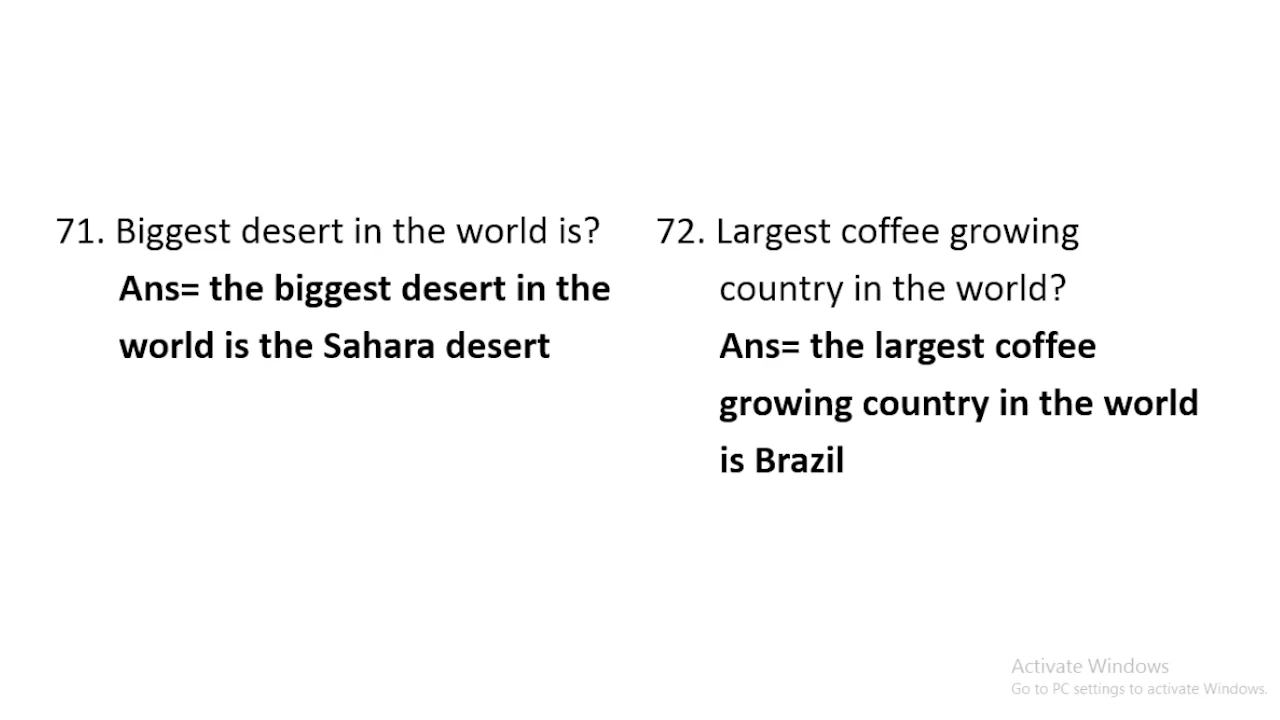 71. Biggest desert in the world is?
Ans= the biggest desert in the
world is the Sahara desert
72. Largest coffee growing
country in the world?
Ans= the largest coffee
growing country in the world
is Brazil
Activate Windows
Go to PC settings to activate Windows.